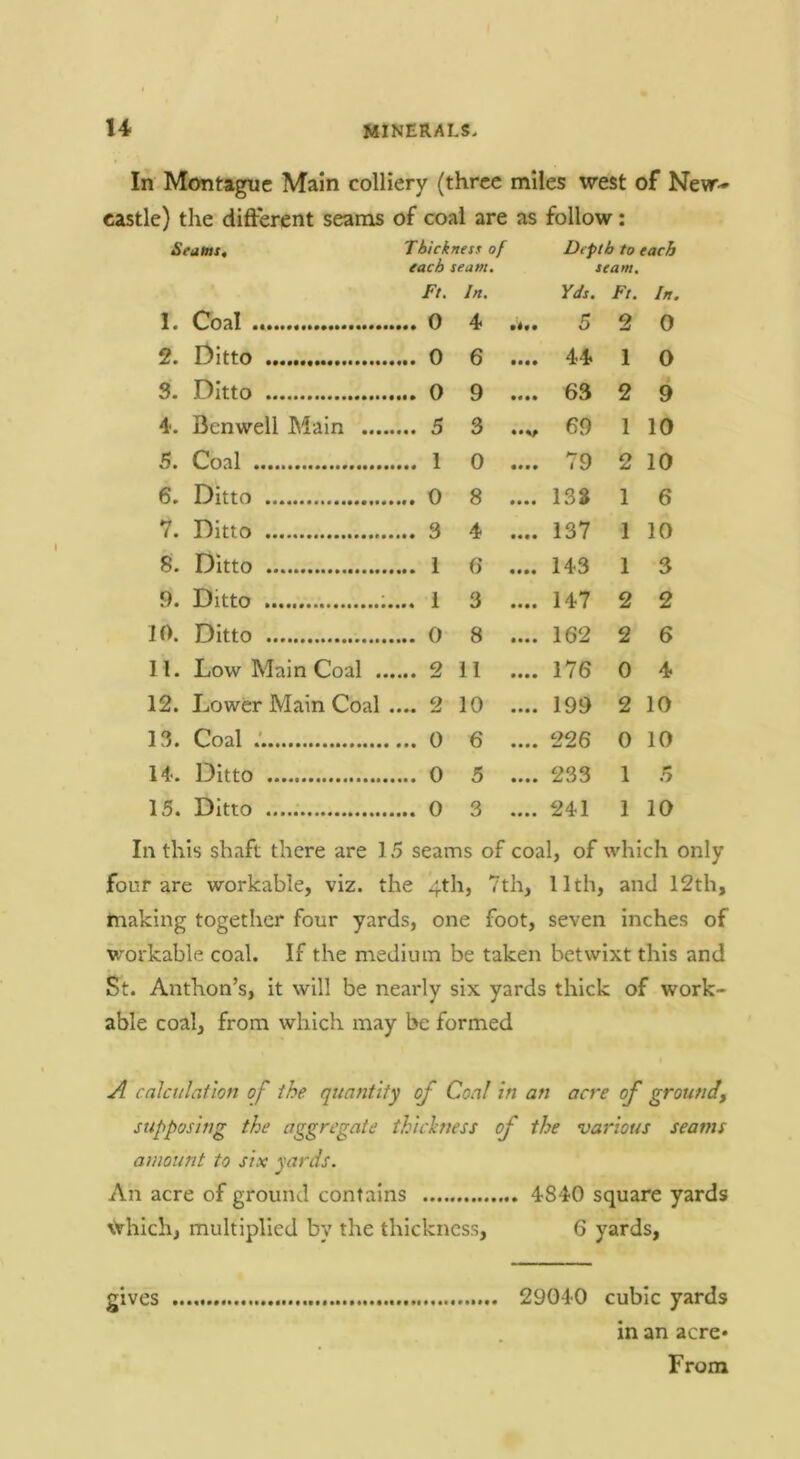 14 MINERALS.
In Montague Main colliery (three miles west of New-
castle) the different seams of coal are as follow:
Seams. Thickness of Depth to each
each seam. seam.
Ft. In. Yds. Ft. In.
1. Coal ........................ 0 4 .... 5 2 0
2. Ditto ........................ 0 6 .... 44 1 0
3. Ditto ........................ 0 9 .... 63 2 9
4. Benwell Main ........ 5 3 .... 69 1 10
5. Coal ........................ 1 0 .... 79 2 10
6. Ditto ........................ 0 8 .... 133 1 6
7. Ditto ........................ 3 4 .... 137 1 10
8. Ditto ........................ 1 6 .... 143 1 3
9. Ditto ........................ 1 3 .... 147 2 2
10. Ditto ........................ 0 8 .... 162 2 6
11. Low Main Coal ...... 2 11 .... 176 0 4
12. Lower Main Coal .... 2 10 .... 199 2 10
13. Coal ........................ 0 6 .... 226 0 10
14. Ditto ........................ 0 5 .... 233 1 5
15. Ditto ........................ 0 3 .... 241 1 10
In this shaft there are 15 seams of coal, of which only
four are workable, viz. the 4th, 7th, 11th, and 12th,
making together four yards, one foot, seven inches of
workable coal. If the medium be taken betwixt this and
St. Anthon's, it will be nearly six yards thick of work-
able coal, from which may be formed
A calculation of the quantity of Coal in an acre of ground,
supposing the aggregate thickness of the various seams
amount to six yards.
An acre of ground contains ............... 4840 square yards
which, multiplied by the thickness, 6 yards,
gives ................................................ 29040 cubic yards
in an acre.
From